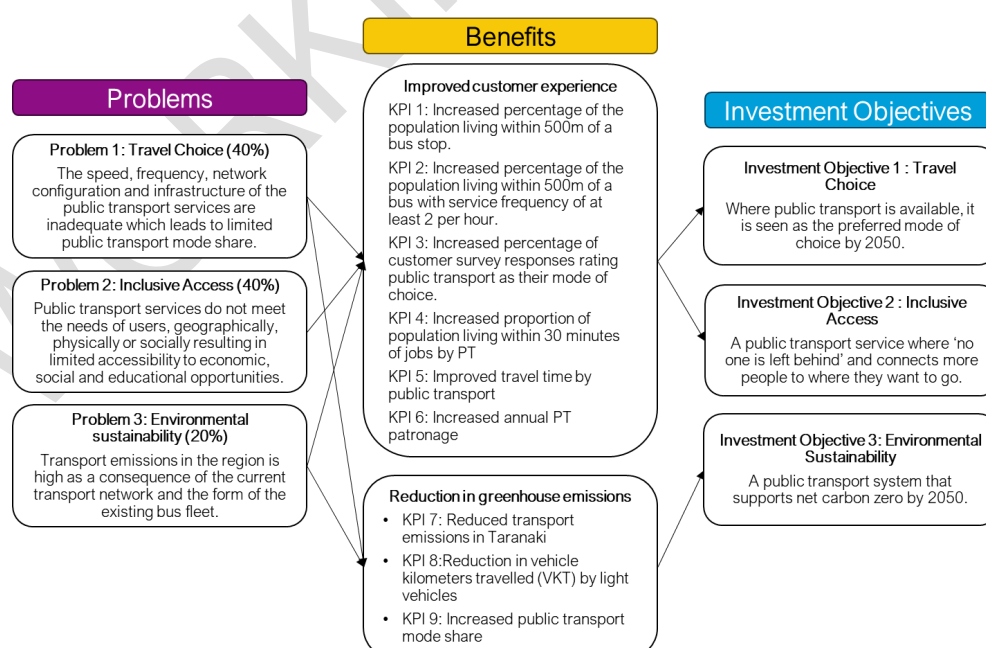 Benefits
Problems
Problem 1: Travel Choice (40%)
The speed, frequency, network
configuration and infrastructure of the
public transport services are
inadequate which leads to limited
public transport mode share.
Problem 2: Inclusive Access (40%)
Public transport services do not meet
the needs of users, geographically,
physically or socially resulting in
limited accessibility to economic,
social and educational opportunities.
Problem 3: Environmental
sustainability (20%)
Transport emissions in the region is
high as a consequence of the current
transport network and the form of the
existing bus fleet.
Improved customer experience
KPI 1: Increased percentage of the
population living within 500m of a
bus stop.
KPI 2: Increased percentage of the
population living within 500m of a
bus with service frequency of at
least 2 per hour.
KPI 3: Increased percentage of
customer survey responses rating
public transport as their mode of
choice.
KPI 4: Increased proportion of
population living within 30 minutes
of jobs by PT
KPI 5: Improved travel time by
public transport
KPI 6: Increased annual PT
patronage
Reduction in greenhouse emissions
• KPI 7: Reduced transport
emissions in Taranaki
• KPI 8:Reduction in vehicle
kilometers travelled (VKT) by light
vehicles
• KPI 9: Increased public transport
mode share
Investment Objectives
Investment Objective 1 : Travel
Choice
Where public transport is available, it
is seen as the preferred mode of
choice by 2050.
Investment Objective 2 : Inclusive
Access
A public transport service where ‘no
one is left behind’ and connects more
people to where they want to go.
Investment Objective 3: Environmental
Sustainability
A public transport system that
supports net carbon zero by 2050.